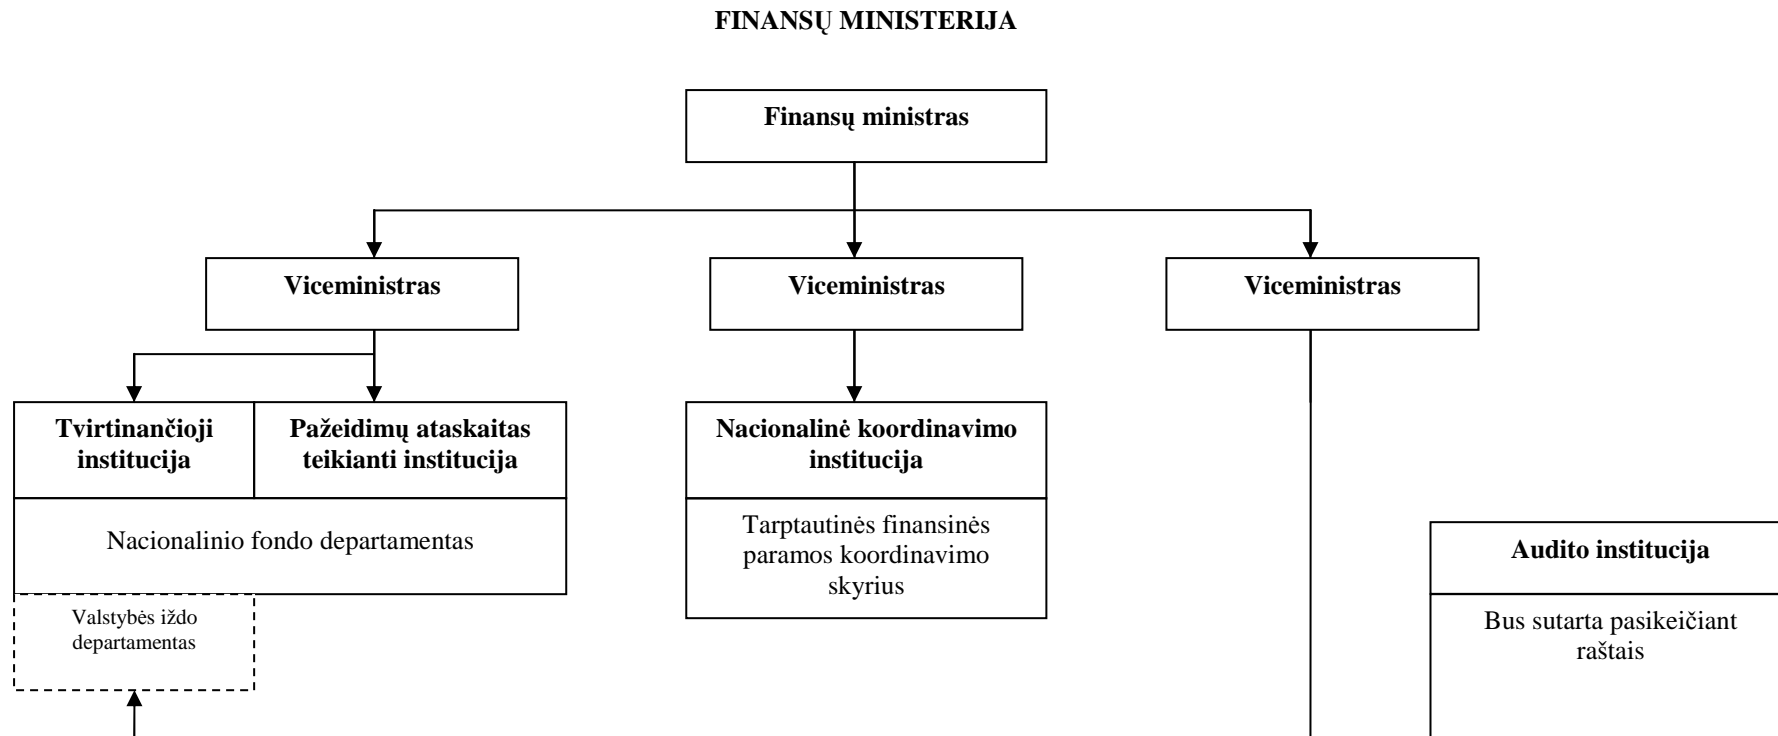 FINANSŲ MINISTERIJA
Finansų ministras
Viceministras
Viceministras
Viceministras
Tvirtinančioji
institucija
Pažeidimų ataskaitas
teikianti institucija
Nacionalinio fondo departamentas
Valstybės iždo
departamentas
Nacionalinė koordinavimo
institucija
Tarptautinės finansinės
paramos koordinavimo
skyrius
Audito institucija
Bus sutarta pasikeičiant
raštais